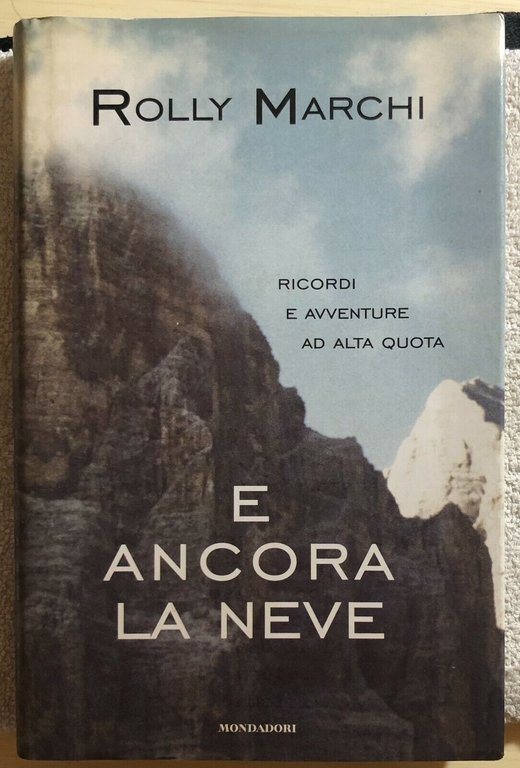 ROLLY MARCHI
RICORDI
E AVVENTURE
AD ALTA QUOTA
E
ANCORA
LA NEVE
MONDADORI